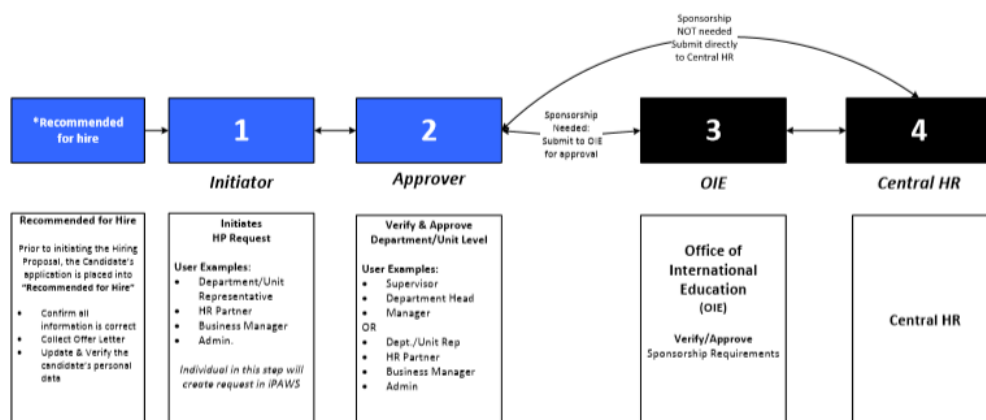 Sponsorship
NOT needed
Submit directly
to Central HR
*Recommended
for hire
1
2
Sponsorship
Needed:
Submit to OIE
for approval
3
4
Initiator
Approver
OIE
Central HR
Recommended for Hire
Prior to initiating the Hiring
Proposal, the Candidate's
application is placed into
"Recommended for Hire"
• Confirm all
information is correct
• Collect Offer Letter
• Update & Verify the
candidate's personal
data
Initiates
HP Request
User Examples:
• Department/Unit
Representative
• HR Partner
• Business Manager
• Admin.
Individual in this step will
create request in iPAWS
Verify & Approve
Department/Unit Level
User Examples:
• Supervisor
• Department Head
• Manager
OR
• Dept./Unit Rep
• HR Partner
• Business Manager
• Admin
Office of
International
Education
(OIE)
Verify/Approve
Sponsorship Requirements
Central HR